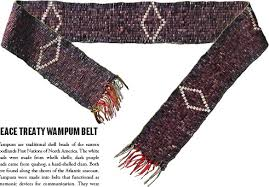 EACE TREATY WAMPUM BELT
ampum are traditional shell beads of the eastern
oodlands First Nations of North America. The white
ads were made from whelk shells; dark purple
ads came from quahog, a hard-shelled clam. Both
re found along the shores of the Atlantic seacoast.
ampum were made into belts that functioned as
nemonic devices for communication. They were